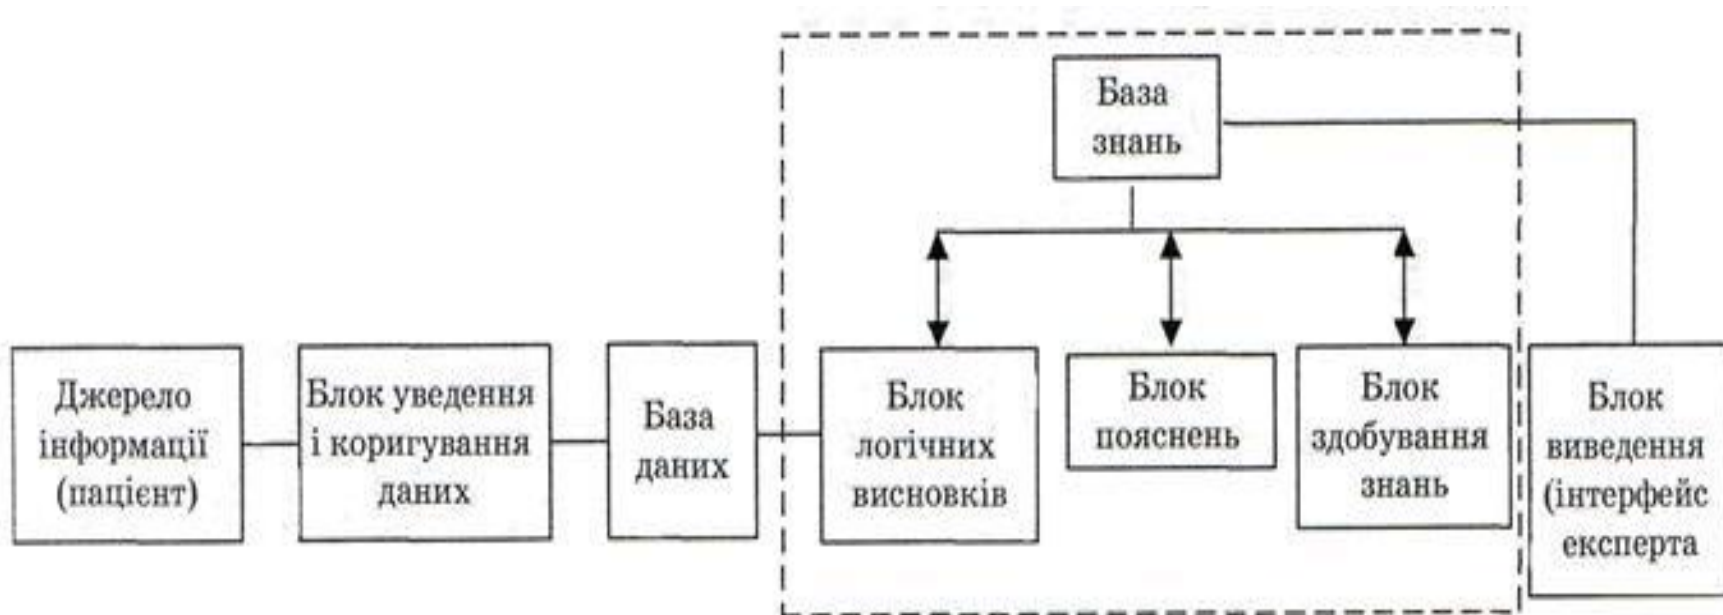 База
знань
Джерело
інформації
(пацієнт)
Блок уведення
і коригування
даних
База
даних
Блок
логічних
висновків
Блок
пояснень
Блок
здобування
знань
Блок
виведення
(інтерфейс
експерта